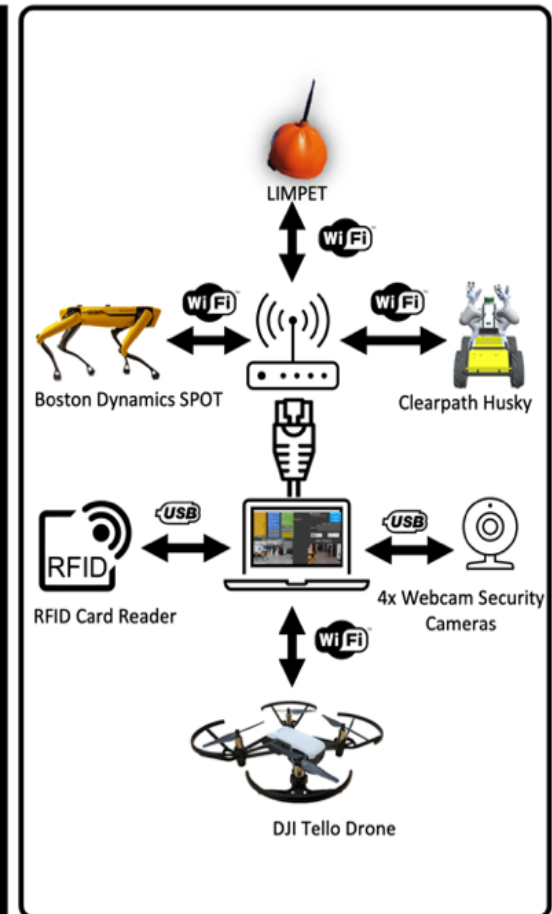 LIMPET
WiFi
WiFi
WiFi
Boston Dynamics SPOT
Clearpath Husky
USB
USB
RFID
RFID Card Reader
4x Webcam Security
Cameras
WiFi
DJI Tello Drone